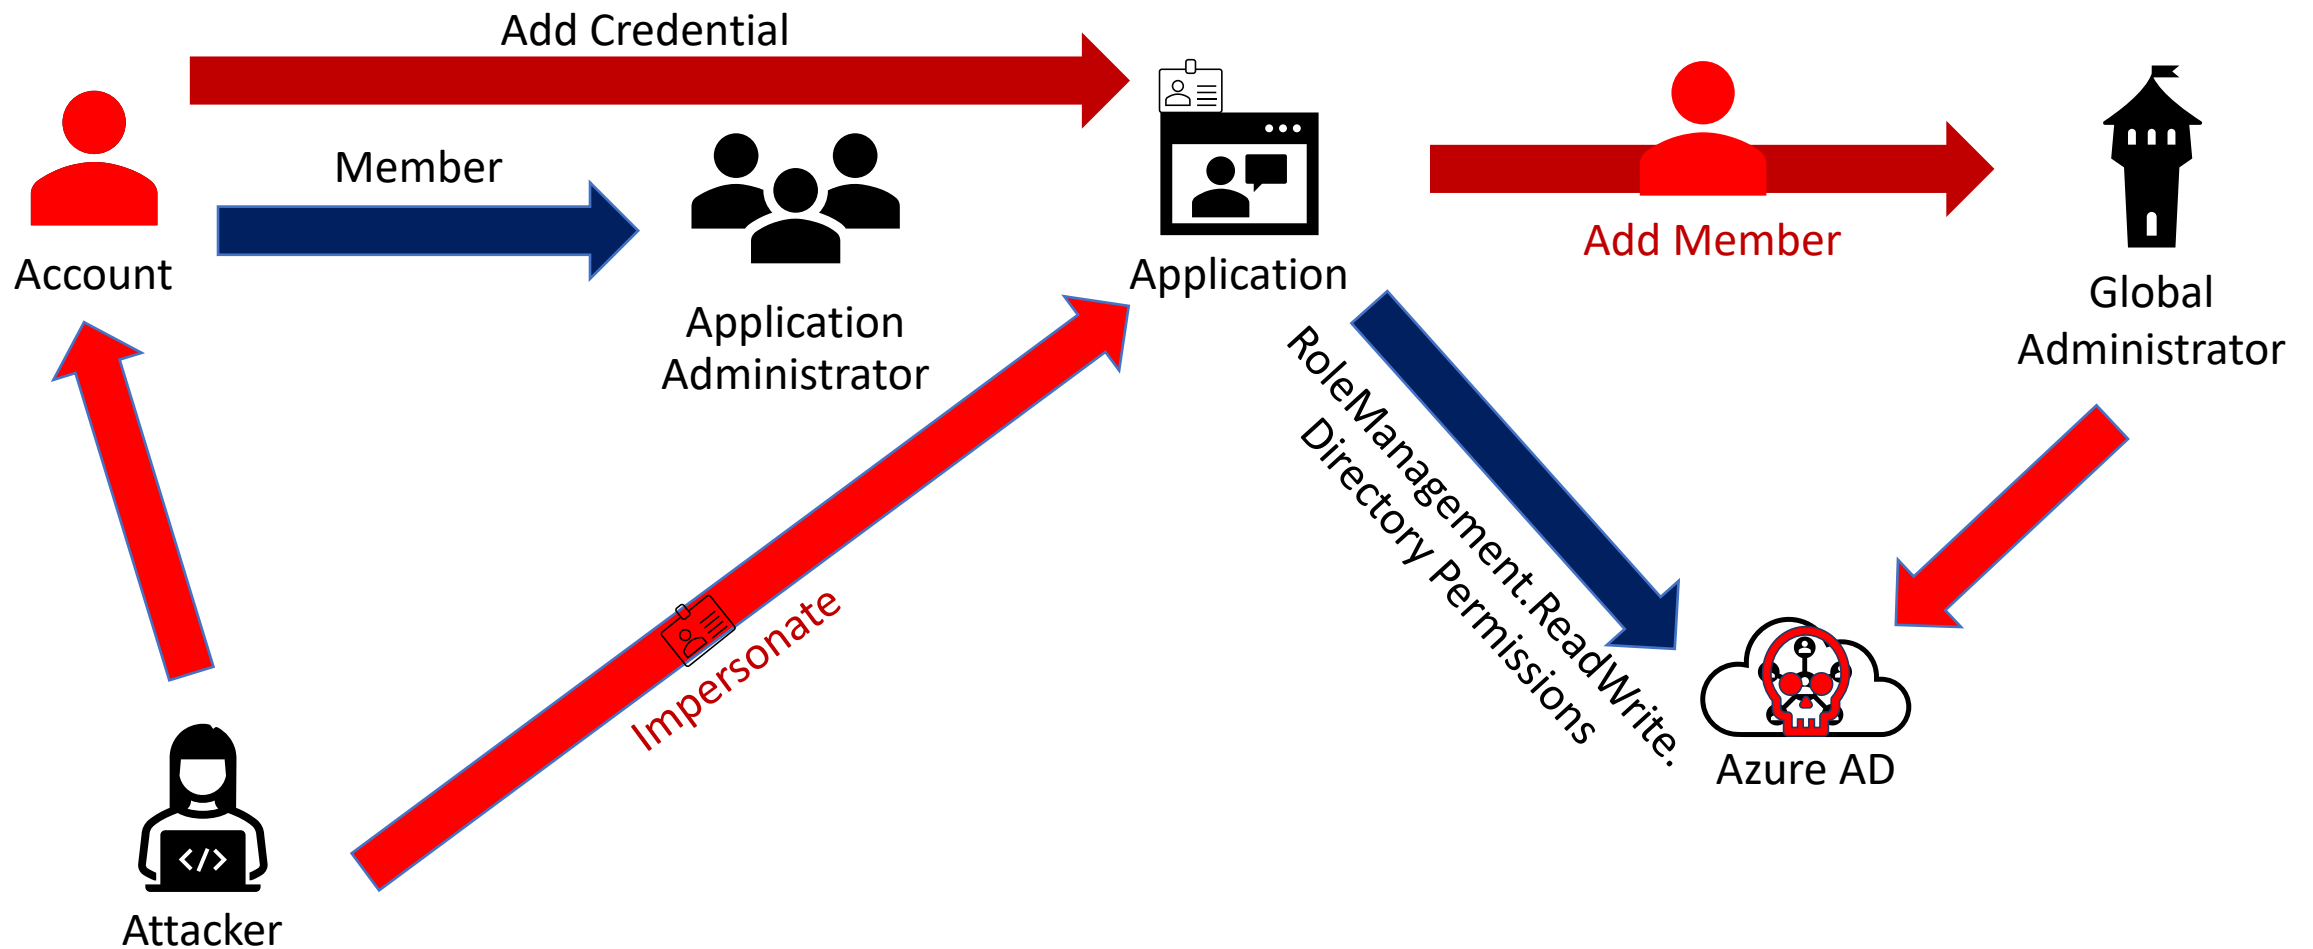 Add Credential
Member
Account
Application
Administrator
Application
Add Member
Global
Administrator
RoleManagement.ReadWrite.
Directory Permissions
Impersonate
Azure AD
</>
Attacker